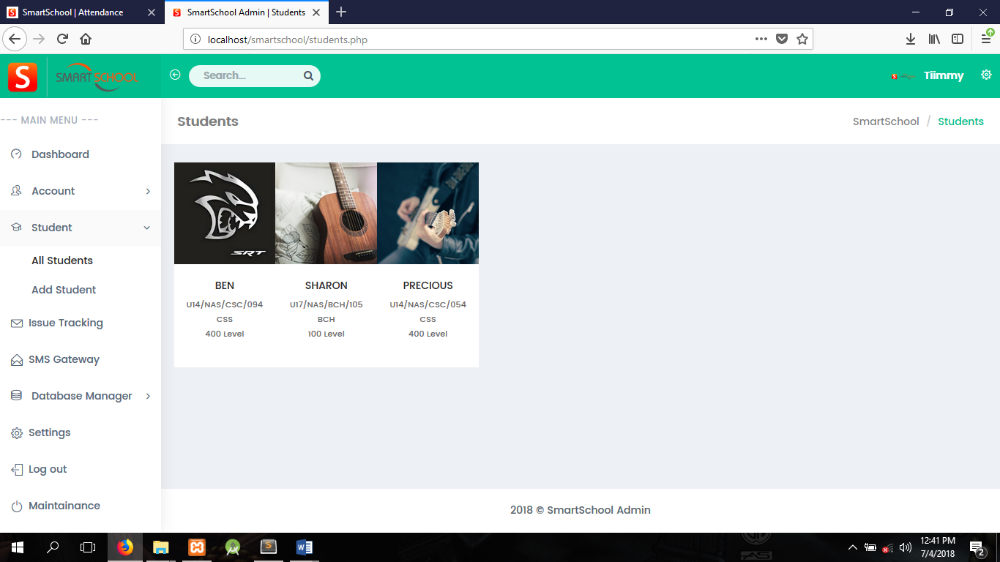 SmartSchool | Attendance
SmartSchool Admin | Students
localhost/smartschool/students.php
S
SMART SCHOOL
Search...
Tiimmy
--- MAIN MENU ---
Students
SmartSchool / Students
Dashboard
Account
Student
All Students
Add Student
Issue Tracking
SMS Gateway
Database Manager
Settings
Log out
Maintainance
SRT
BEN
U14/NAS/CSC/094
CSS
400 Level
SHARON
U17/NAS/BCH/105
BCH
100 Level
PRECIOUS
U14/NAS/CSC/054
CSS
400 Level
2018 © SmartSchool Admin
12:41 PM
7/4/2018
2